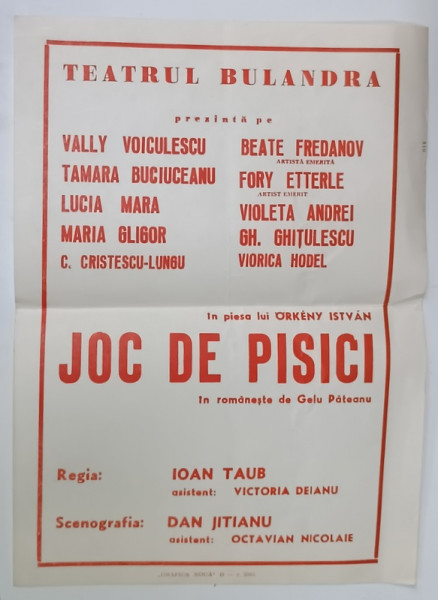 TEATRUL BULANDRA
prezintă pe
VALLY VOICULESCU
TAMARA BUCIUCEANU
LUCIA MARA
MARIA GLIGOR
C. CRISTESCU-LUNGU
BEATE FREDANOV
ARTISTĂ EMERITĂ
FORY ETTERLE
ARTIST EMERIT
VIOLETA ANDREI
GH. GHIȚULESCU
VIORICA HODEL
în piesa lui ÖRKÉNY ISTVÁN
JOC DE PISICI
în românește de Gelu Păteanu
Regia: IOAN TAUB
asistent: VICTORIA DEIANU
Scenografia: DAN JITIANU
asistent: OCTAVIAN NICOLAIE